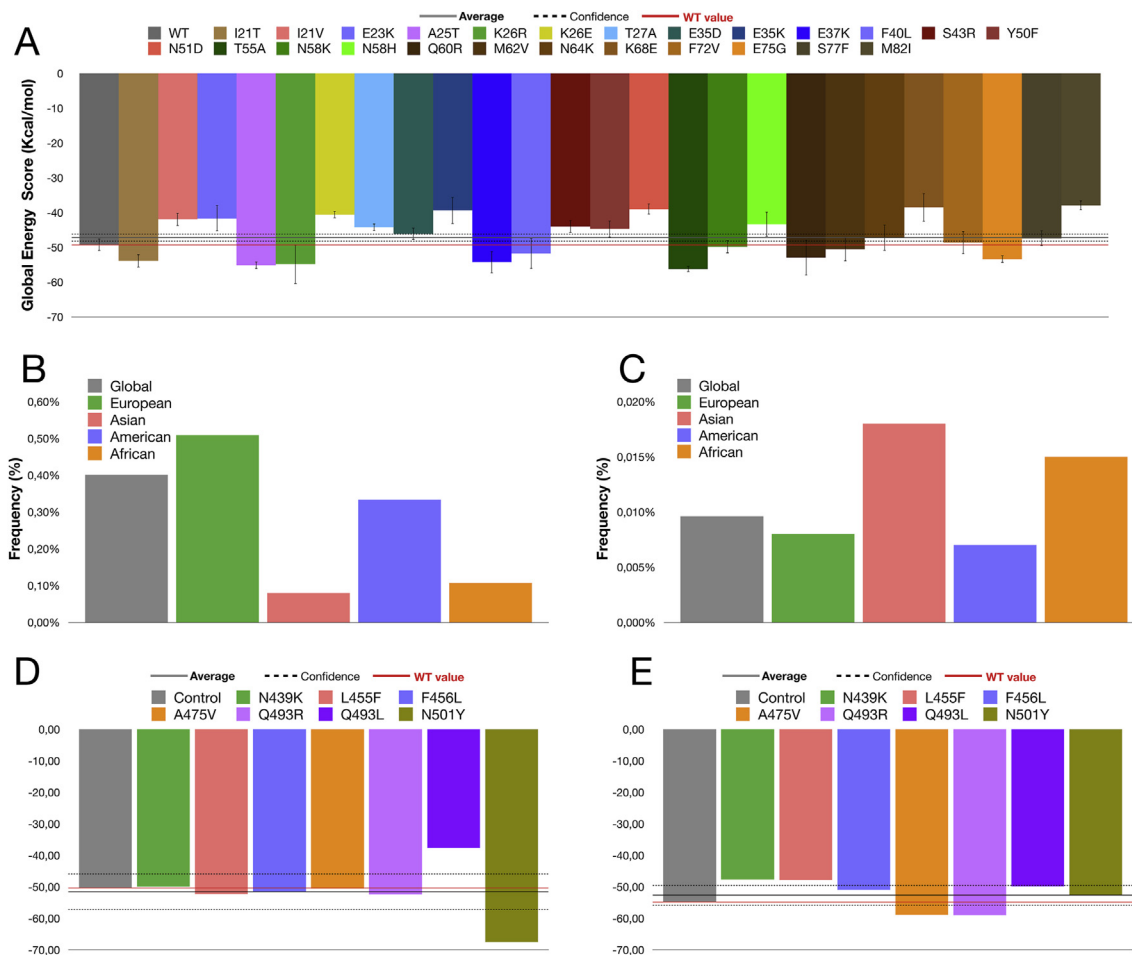 A
Average Confidence WT value
WT I21T I21V E23K A25T K26R K26E T27A E35D E35K E37K F40L S43R Y50F
N51D T55A N58K N58H Q60R M62V N64K K68E F72V E75G S77F M82I
Global Energy Score (Kcal/mol)
0
-10
-20
-30
-40
-50
-60
-70
B
Global
European
Asian
American
African
Frequency (%)
0,60%
0,50%
0,40%
0,30%
0,20%
0,10%
0,00%
C
Global
European
Asian
American
African
Frequency (%)
0,020%
0,015%
0,010%
0,005%
0,000%
D
Average Confidence WT value
Control N439K L455F F456L
A475V Q493R Q493L N501Y
0,00
-10,00
-20,00
-30,00
-40,00
-50,00
-60,00
-70,00
E
Average Confidence WT value
Control N439K L455F F456L
A475V Q493R Q493L N501Y
0,00
-10,00
-20,00
-30,00
-40,00
-50,00
-60,00
-70,00